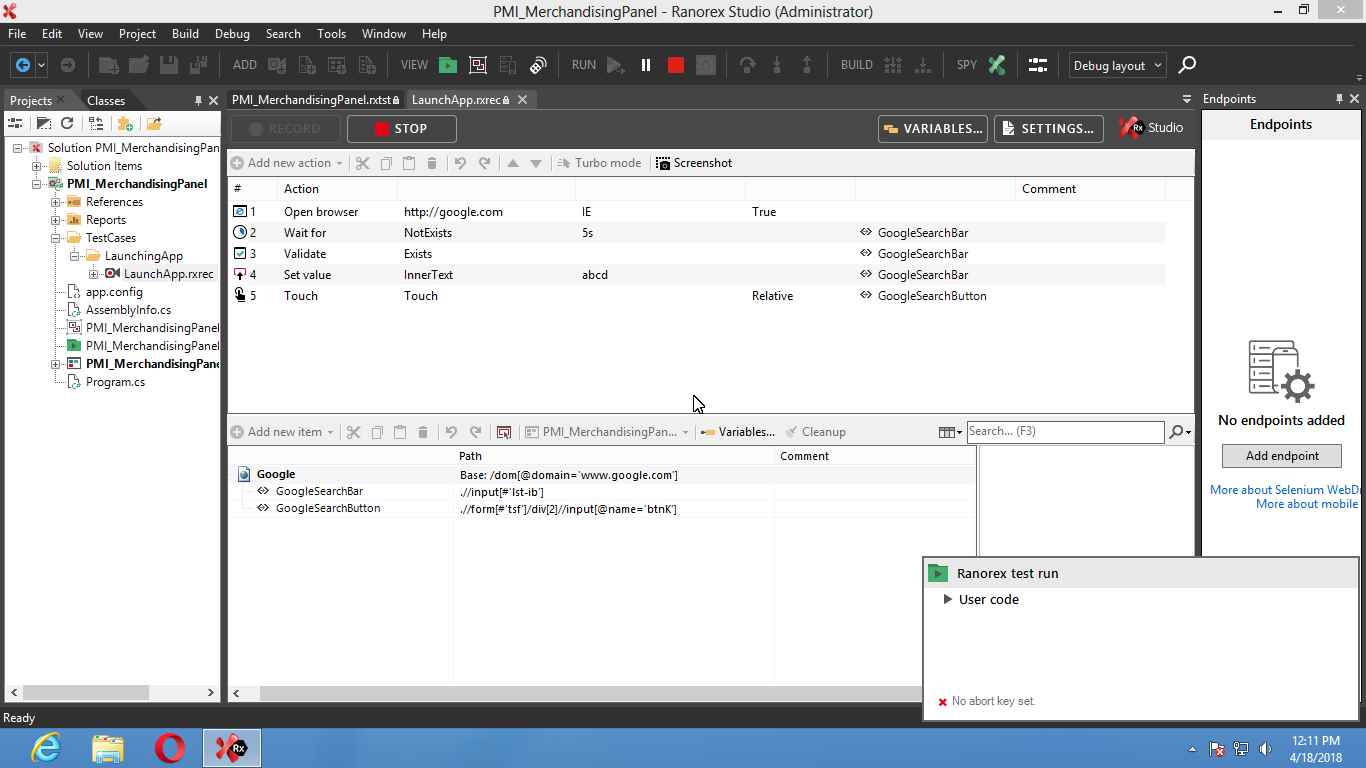 PMI_MerchandisingPanel - Ranorex Studio (Administrator)
File Edit View Project Build Debug Search Tools Window Help
ADD VIEW RUN BUILD SPY Debug layout
Projects Classes PMI_MerchandisingPanel.rxtst LaunchApp.rxrec Endpoints
RECORD STOP VARIABLES... SETTINGS... Rx Studio
Endpoints
Solution PMI_MerchandisingPan
Solution Items
PMI_MerchandisingPanel
References
Reports
TestCases
LaunchingApp
LaunchApp.rxrec
app.config
AssemblyInfo.cs
PMI_MerchandisingPanel
PMI_MerchandisingPanel
PMI_MerchandisingPane
Program.cs
Add new action Turbo mode Screenshot
# Action Comment
1 Open browser http://google.com IE True
2 Wait for NotExists 5s GoogleSearchBar
3 Validate Exists GoogleSearchBar
4 Set value InnerText abcd GoogleSearchBar
5 Touch Touch Relative GoogleSearchButton
Add new item PMI_MerchandisingPan... Variables... Cleanup Search... (F3)
Path Comment
Google Base: /dom[@domain='www.google.com']
GoogleSearchBar .//input[#'lst-ib']
GoogleSearchButton .//form[#'tsf']/div[2]//input[@name='btnK']
No endpoints added
Add endpoint
More about Selenium WebDr
More about mobile
Ranorex test run
User code
No abort key set.
Ready
Rx
12:11 PM
4/18/2018